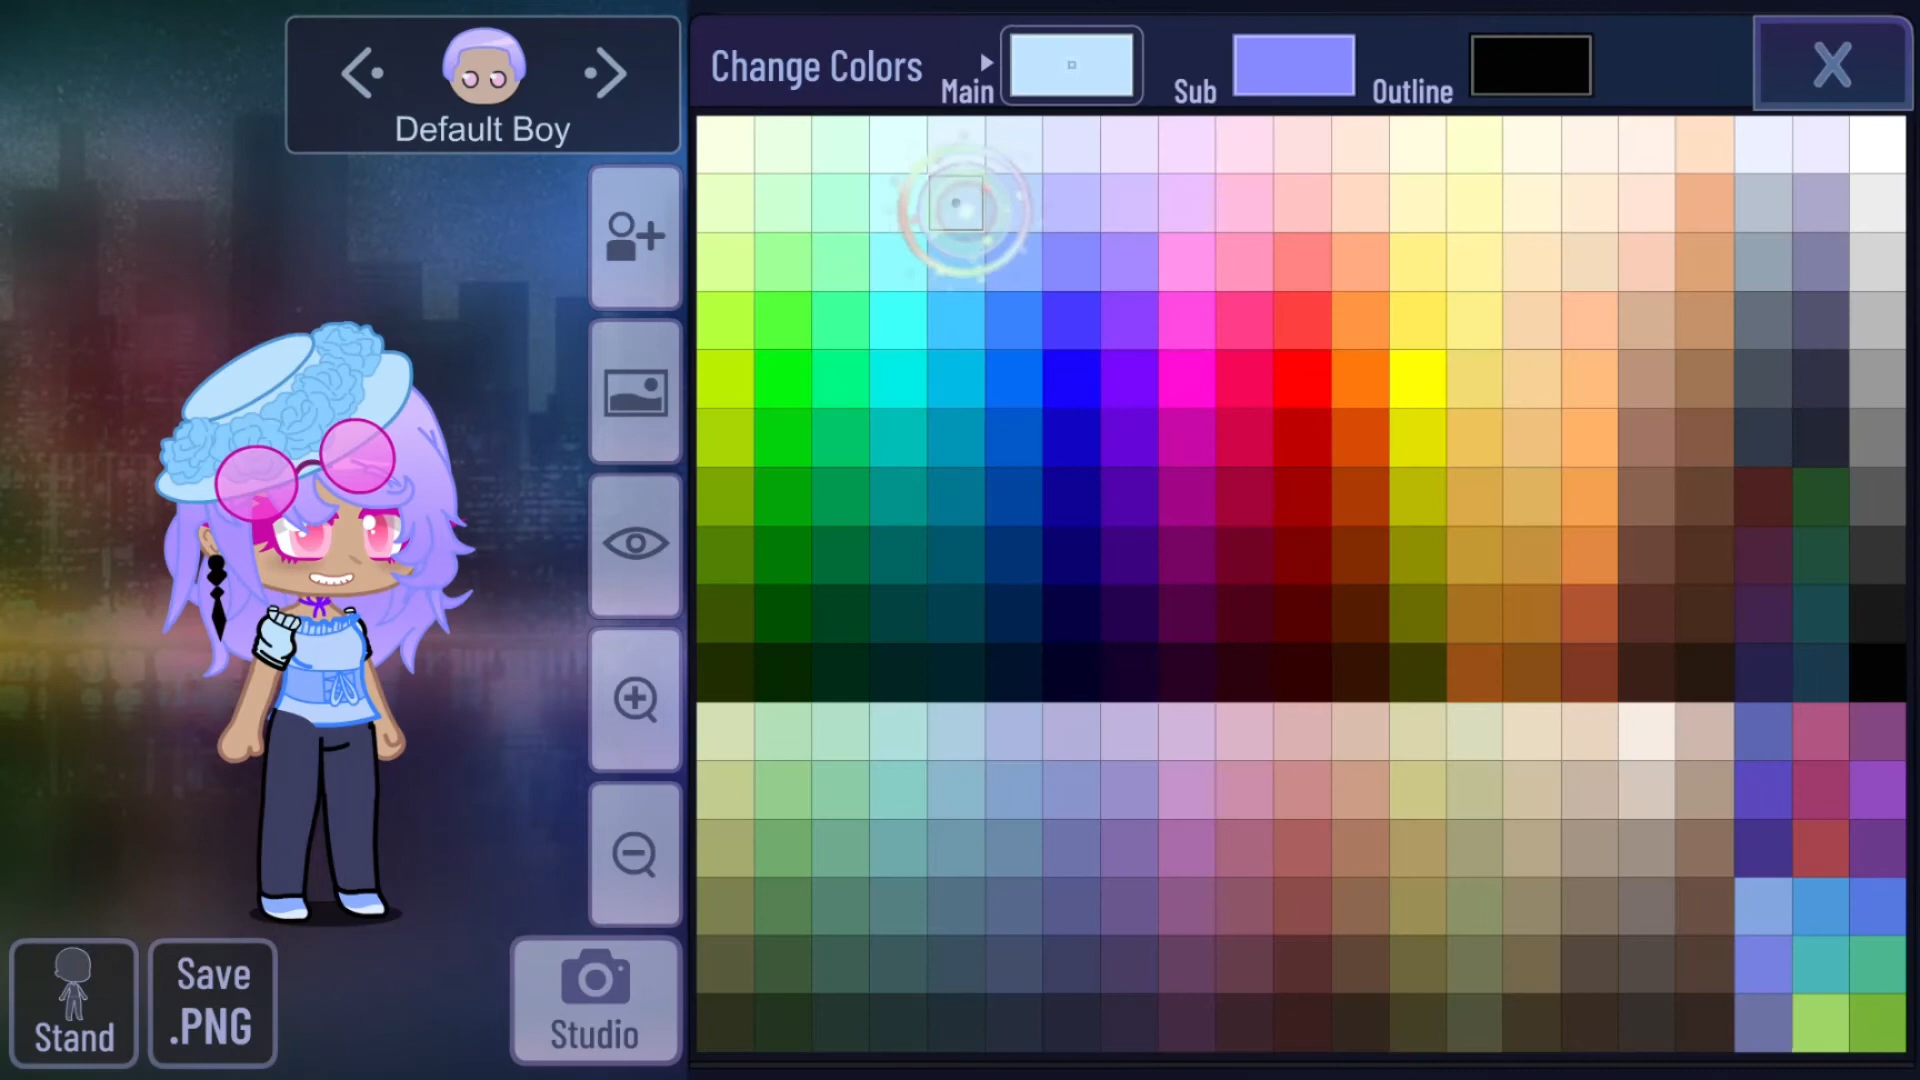 Default Boy
Change Colors
Main
Sub
Outline
X
Stand
Save
.PNG
Studio